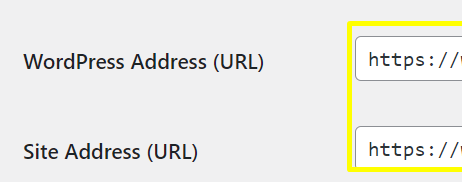 WordPress Address (URL) https://
Site Address (URL) https://